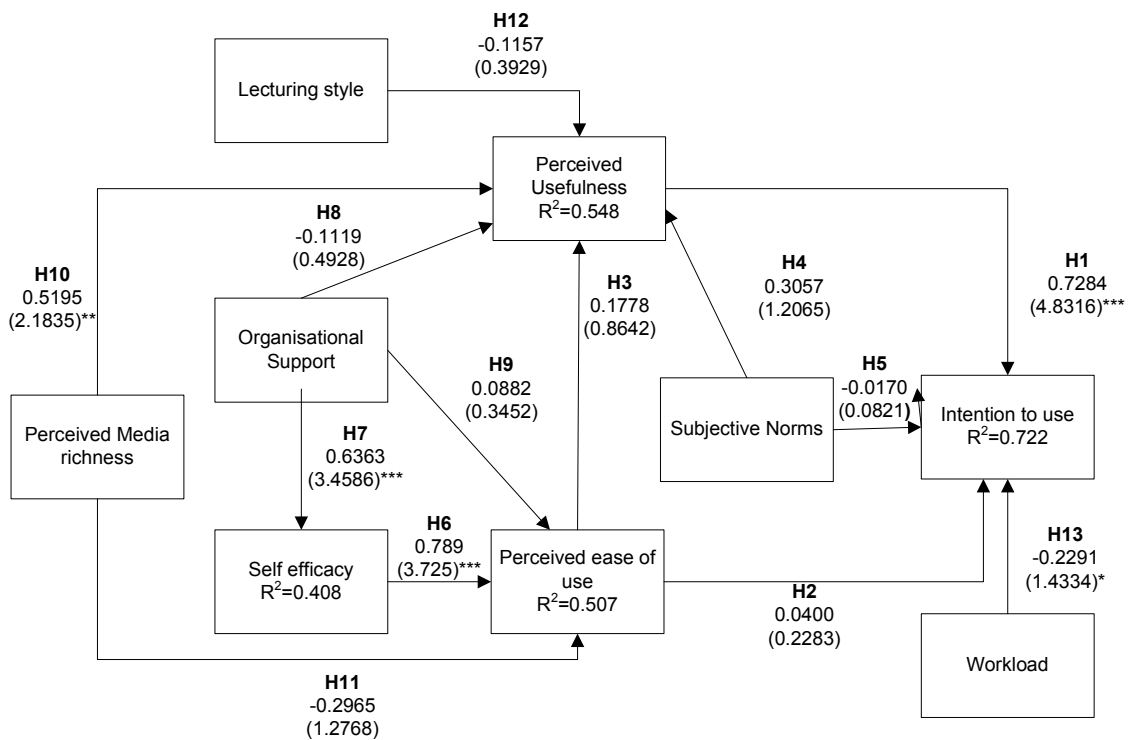 H12
-0.1157
(0.3929)
Lecturing style
Perceived
Usefulness
R²=0.548
H8
-0.1119
(0.4928)
H10
0.5195
(2.1835)**
H3
0.1778
(0.8642)
H4
0.3057
(1.2065)
H1
0.7284
(4.8316)***
Organisational
Support
H9
0.0882
(0.3452)
H5
-0.0170
(0.0821)
Perceived Media
richness
Subjective Norms
Intention to use
R²=0.722
H7
0.6363
(3.4586)***
H6
0.789
(3.725)***
Self efficacy
R²=0.408
Perceived ease of
use
R²=0.507
H2
0.0400
(0.2283)
H13
-0.2291
(1.4334)*
Workload
H11
-0.2965
(1.2768)